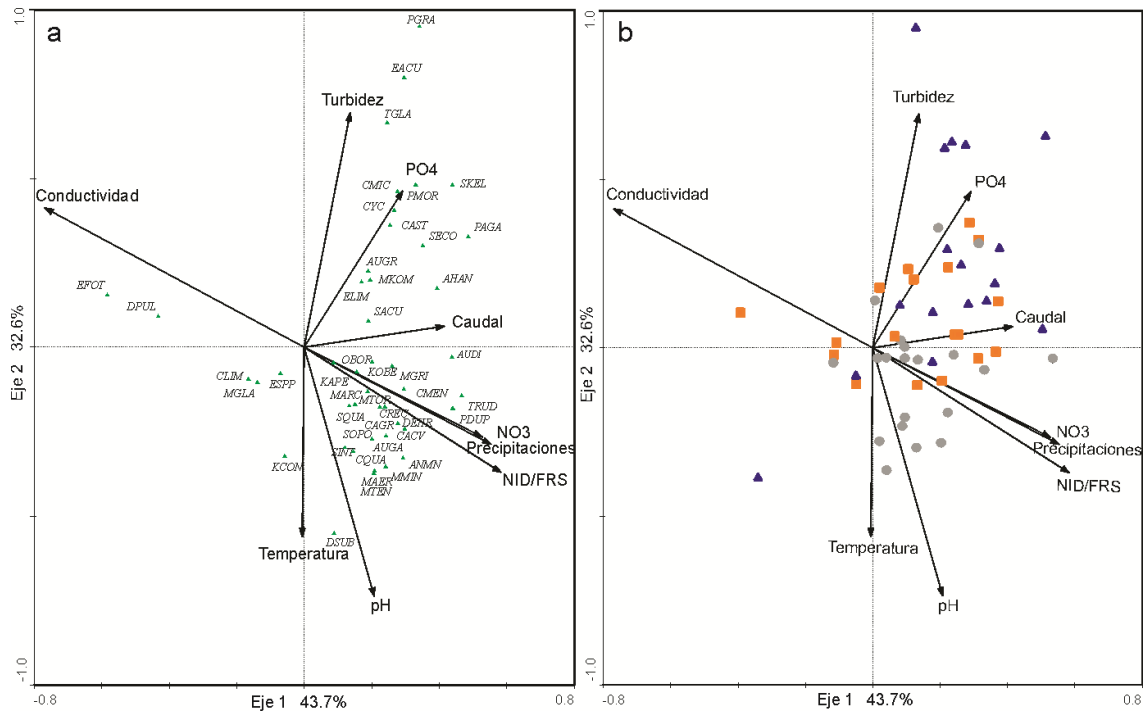 1.0
a
PGRA
EACU
Turbidez
TGLA
PO4
CMIC
SKEL
PMOR
Conductividad
CYC
CAST
PAGA
SECO
AUGR
MKOM
AHAN
EFOT
ELIM
DPUL
SACU
Caudal
Eje 2 32.6%
OBOR
AUDI
KOBE
CLIM
ESPP
MGRI
MGLA
KAPE
CMEN
MARC
MTOR
TRUD
SQUA
CREC
PDUP
CAGR
DEHR
SOPO
CACV
NO3
AUGA
Precipitaciones
SINT
KCON
CQUA
ANMN
MMIN
NID/FRS
MAER
MTEN
DSUB
Temperatura
pH
-1.0
-0.8
Eje 1 43.7%
0.8
1.0
b
Turbidez
PO4
Conductividad
Caudal
Eje 2 32.6%
NO3
Precipitaciones
NID/FRS
Temperatura
pH
-1.0
-0.8
Eje 1 43.7%
0.8